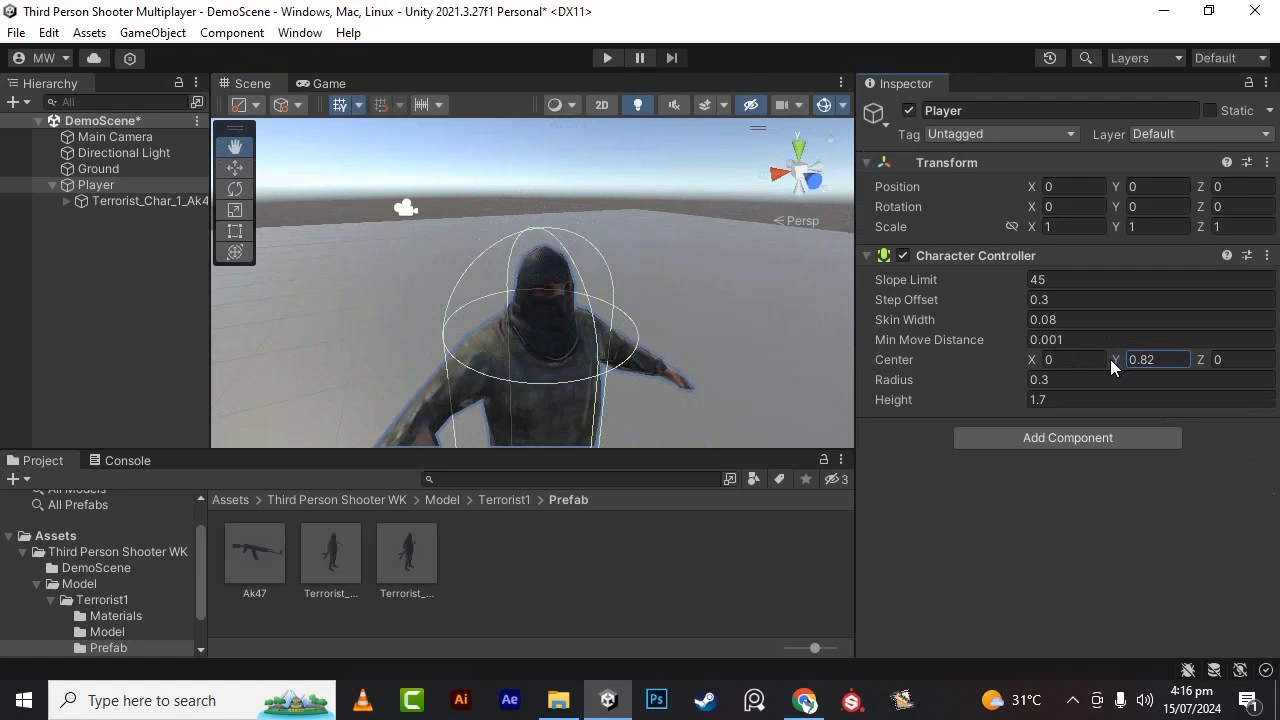 Third Person Shooter Multiplayer - DemoScene - Windows, Mac, Linux - Unity 2021.3.27f1 Personal* <DX11>
File Edit Assets GameObject Component Window Help
MW Layers Default
Hierarchy Scene Game Inspector
All 2D Player Static
DemoScene* Tag Untagged Layer Default
Main Camera
Directional Light y Transform
Ground x
Player Position X 0 Y 0 Z 0
Terrorist_Char_1_Ak4 Rotation X 0 Y 0 Z 0
Persp Scale X 1 Y 1 Z 1
Character Controller
Slope Limit 45
Step Offset 0.3
Skin Width 0.08
Min Move Distance 0.001
Center X 0 Y 0.82 Z 0
Radius 0.3
Height 1.7
Add Component
Project Console
3
All Models
All Prefabs Assets > Third Person Shooter WK > Model > Terrorist1 > Prefab
Assets
Third Person Shooter WK
DemoScene
Model Ak47 Terrorist_... Terrorist_...
Terrorist1
Materials
Model
Prefab
Type here to search Ai Ae Ps 31°C 4:16 pm
15/07/2024 1